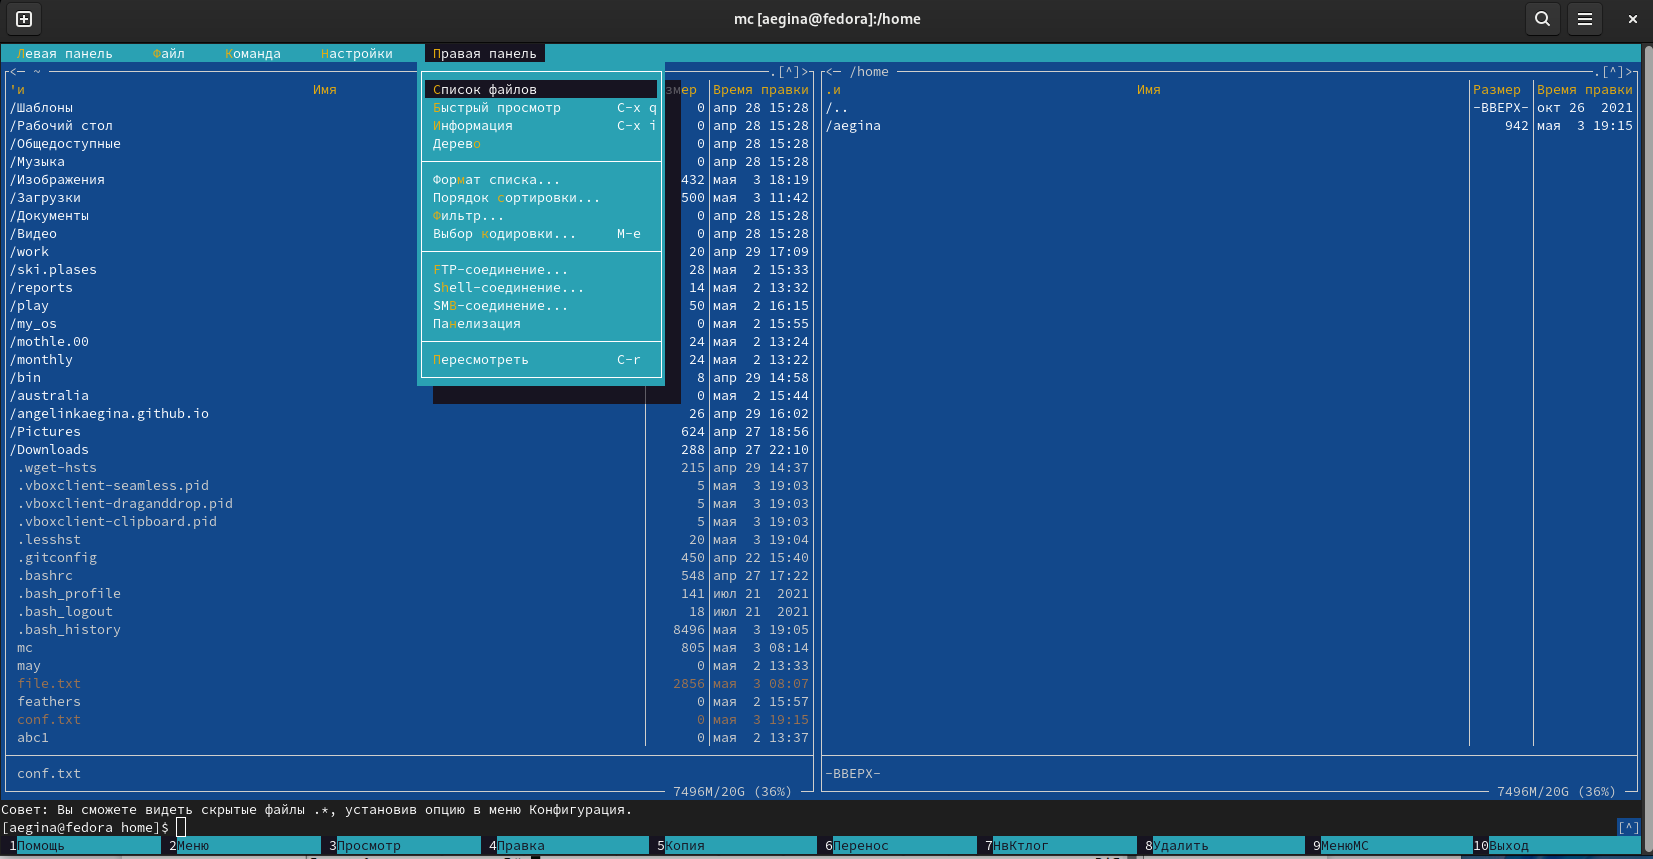 mc [aegina@fedora]:/home
Левая панель Файл Команда Настройки Правая панель
<— ~ .[^]> <— /home .[^]>
'и Имя змер Время правки .и Имя Размер Время правки
Список файлов
Быстрый просмотр C-x q
Информация C-x i
Дерево
Формат списка...
Порядок сортировки...
Фильтр...
Выбор кодировки... M-e
FTP-соединение...
Shell-соединение...
SMB-соединение...
Панелизация
Пересмотреть C-r
/Шаблоны 0 апр 28 15:28 /.. -ВВЕРХ- окт 26 2021
/Рабочий стол 0 апр 28 15:28 /aegina 942 мая 3 19:15
/Общедоступные 0 апр 28 15:28
/Музыка 0 апр 28 15:28
/Изображения 432 мая 3 18:19
/Загрузки 500 мая 3 11:42
/Документы 0 апр 28 15:28
/Видео 0 апр 28 15:28
/work 20 апр 29 17:09
/ski.plases 28 мая 2 15:33
/reports 14 мая 2 13:32
/play 50 мая 2 16:15
/my_os 0 мая 2 15:55
/mothle.00 24 мая 2 13:24
/monthly 24 мая 2 13:22
/bin 8 апр 29 14:58
/australia 0 мая 2 15:44
/angelinkaegina.github.io 26 апр 29 16:02
/Pictures 624 апр 27 18:56
/Downloads 288 апр 27 22:10
.wget-hsts 215 апр 29 14:37
.vboxclient-seamless.pid 5 мая 3 19:03
.vboxclient-draganddrop.pid 5 мая 3 19:03
.vboxclient-clipboard.pid 5 мая 3 19:03
.lesshst 20 мая 3 19:04
.gitconfig 450 апр 22 15:40
.bashrc 548 апр 27 17:22
.bash_profile 141 июл 21 2021
.bash_logout 18 июл 21 2021
.bash_history 8496 мая 3 19:05
mc 805 мая 3 08:14
may 0 мая 2 13:33
file.txt 2856 мая 3 08:07
feathers 0 мая 2 15:57
conf.txt 0 мая 3 19:15
abc1 0 мая 2 13:37
conf.txt -ВВЕРХ-
7496M/20G (36%) 7496M/20G (36%)
Совет: Вы сможете видеть скрытые файлы .*, установив опцию в меню Конфигурация.
[aegina@fedora home]$ [^]
1Помощь 2Меню 3Просмотр 4Правка 5Копия 6Перенос 7НвКтлог 8Удалить 9МенюMC 10Выход